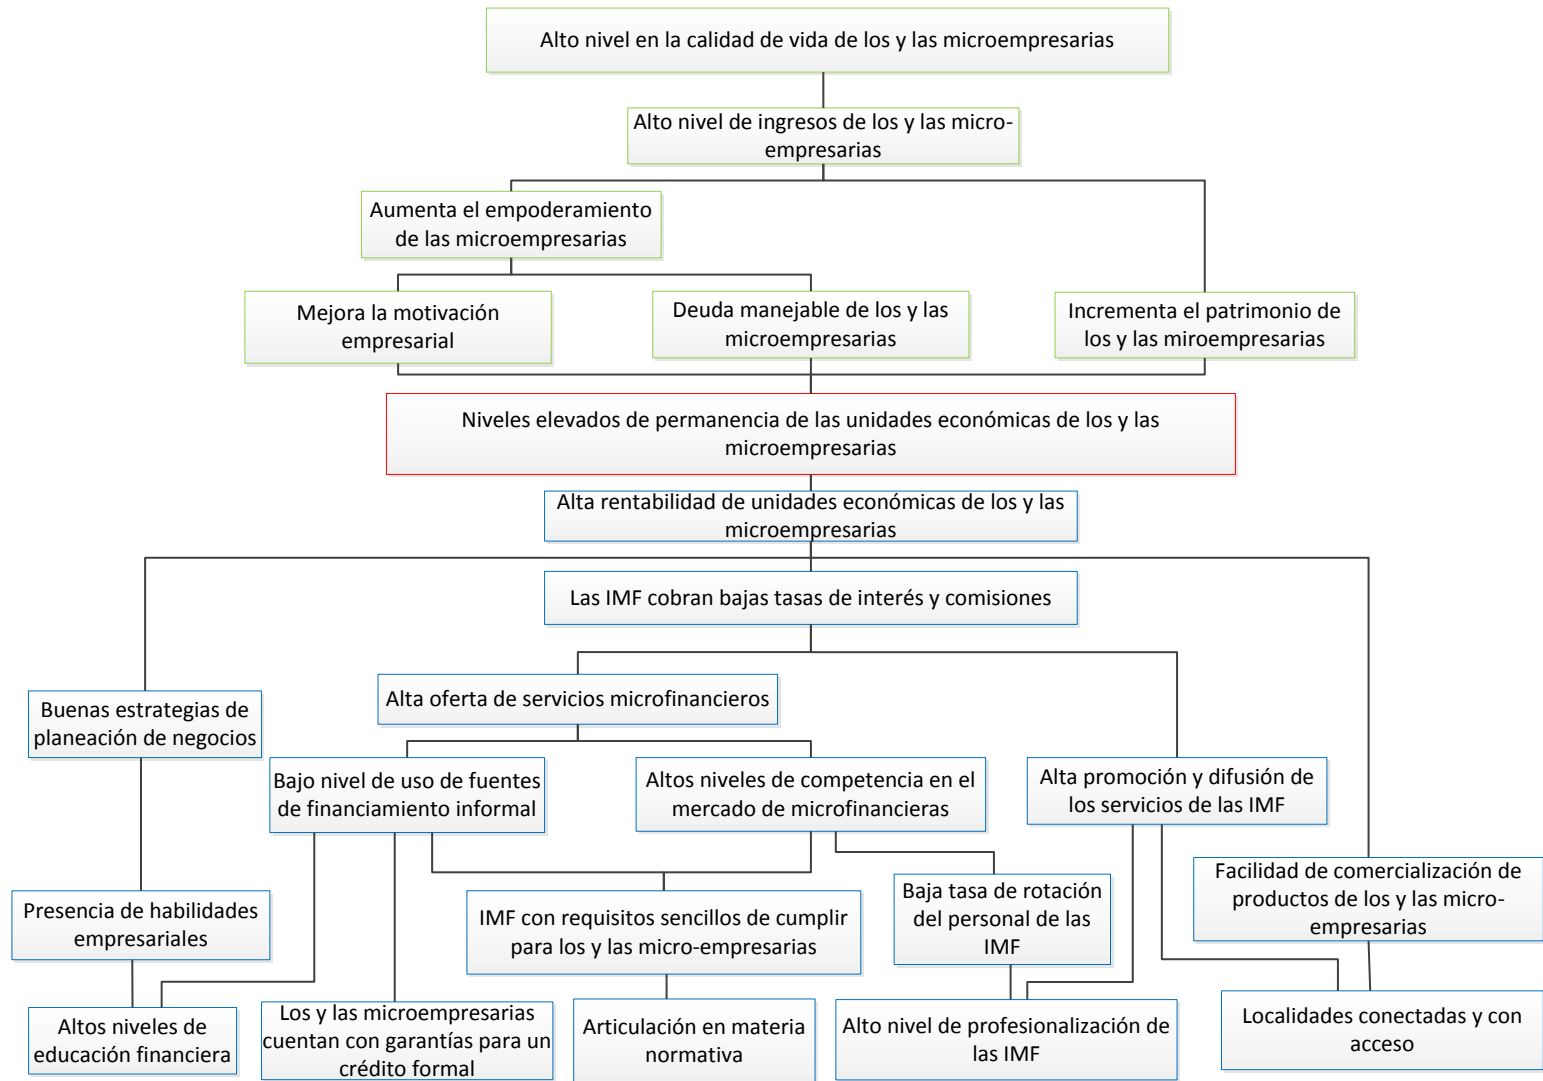 Alto nivel en la calidad de vida de los y las microempresarias
Alto nivel de ingresos de los y las micro-
empresarias
Aumenta el empoderamiento
de las microempresarias
Mejora la motivación
empresarial
Deuda manejable de los y las
microempresarias
Incrementa el patrimonio de
los y las miroempresarias
Niveles elevados de permanencia de las unidades económicas de los y las
microempresarias
Alta rentabilidad de unidades económicas de los y las
microempresarias
Las IMF cobran bajas tasas de interés y comisiones
Alta oferta de servicios microfinancieros
Buenas estrategias de
planeación de negocios
Bajo nivel de uso de fuentes
de financiamiento informal
Altos niveles de competencia en el
mercado de microfinancieras
Alta promoción y difusión de
los servicios de las IMF
Facilidad de comercialización de
productos de los y las micro-
empresarias
Presencia de habilidades
empresariales
IMF con requisitos sencillos de cumplir
para los y las micro-empresarias
Baja tasa de rotación
del personal de las
IMF
Altos niveles de
educación financiera
Los y las microempresarias
cuentan con garantías para un
crédito formal
Articulación en materia
normativa
Alto nivel de profesionalización de
las IMF
Localidades conectadas y con
acceso